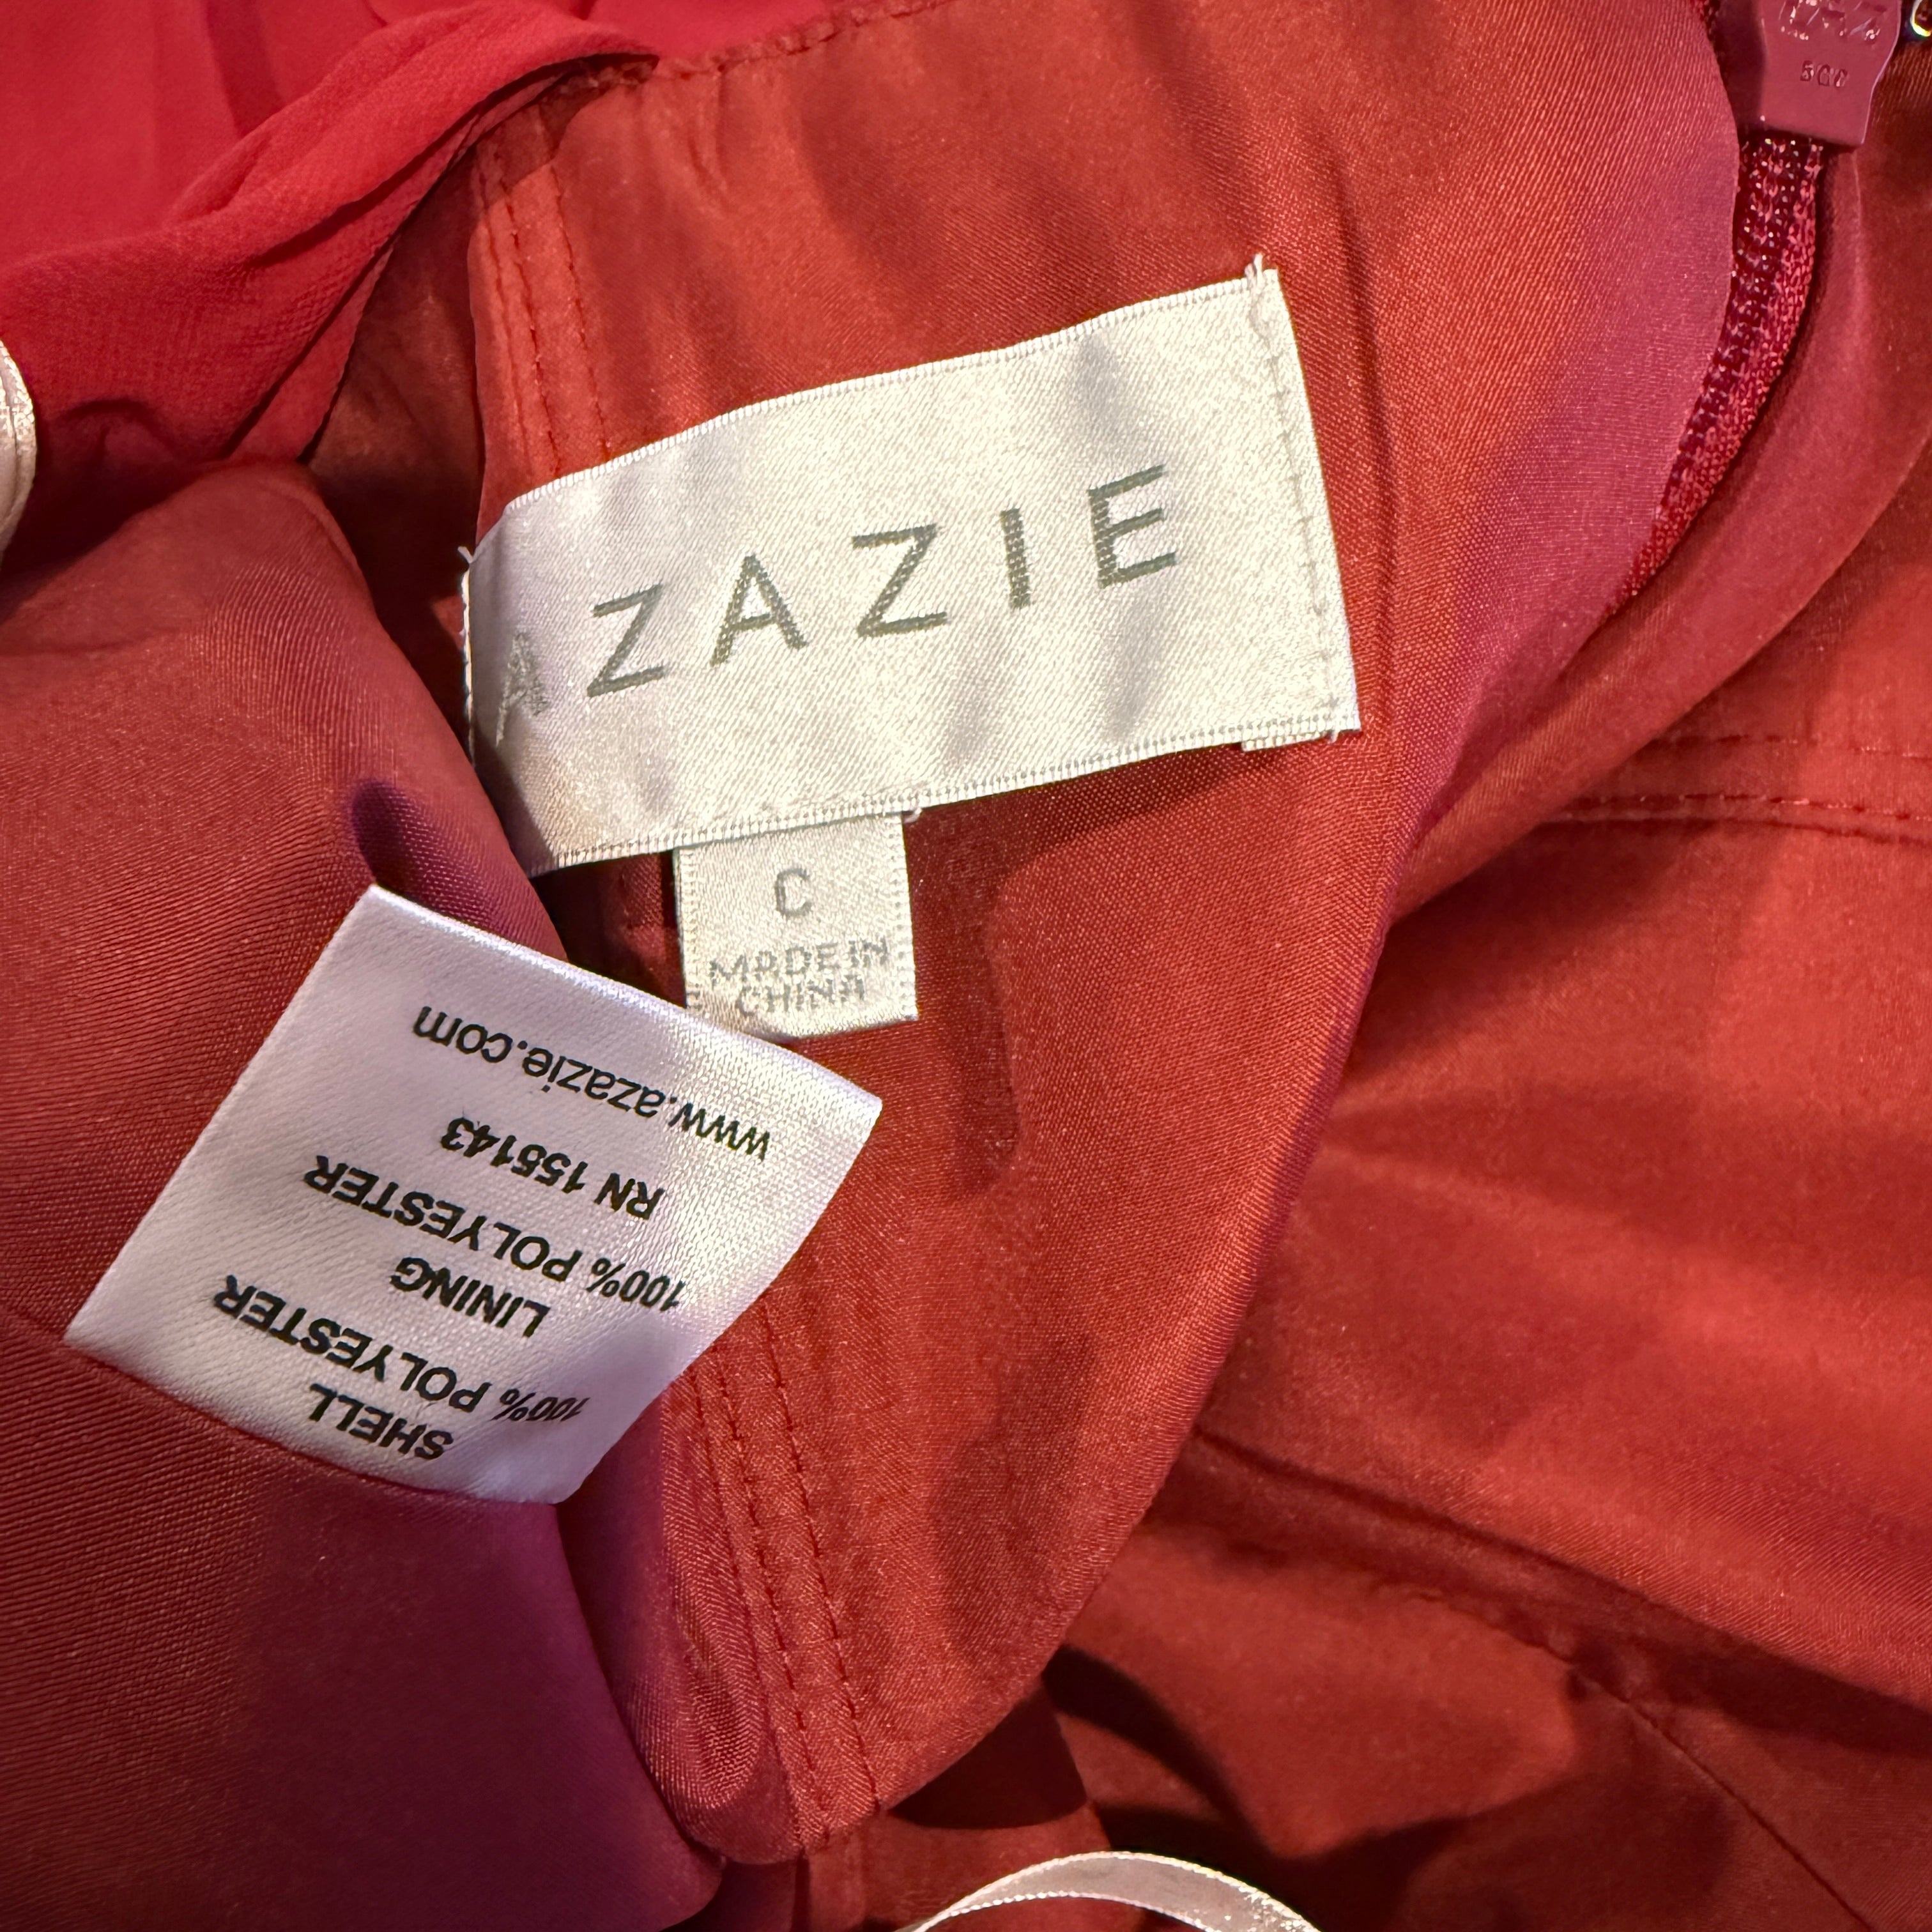 AZAZIE
C
MADE IN
CHINA
SHELL
100% POLYESTER
LINING
100% POLYESTER
RN 155143
www.azazie.com